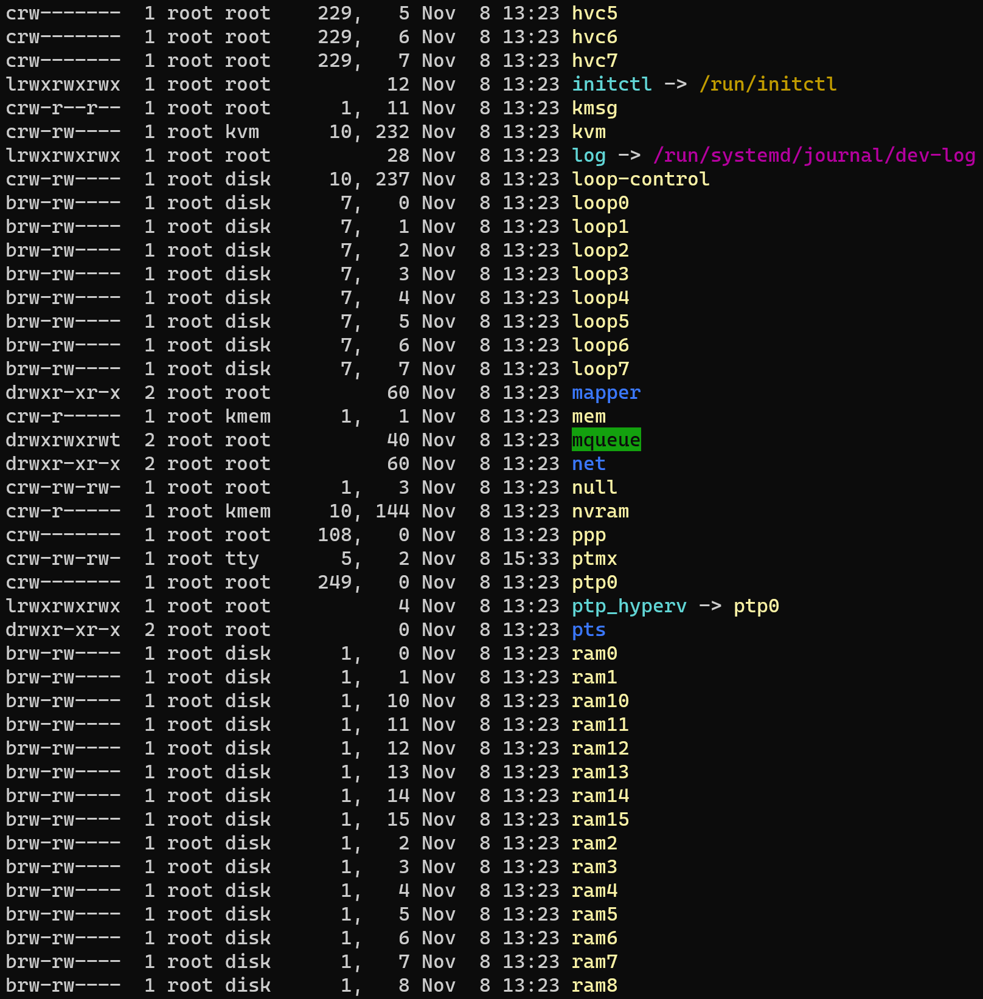 crw-------  1 root root    229,   5 Nov  8 13:23 hvc5
crw-------  1 root root    229,   6 Nov  8 13:23 hvc6
crw-------  1 root root    229,   7 Nov  8 13:23 hvc7
lrwxrwxrwx  1 root root          12 Nov  8 13:23 initctl -> /run/initctl
crw-r--r--  1 root root      1,  11 Nov  8 13:23 kmsg
crw-rw----  1 root kvm      10, 232 Nov  8 13:23 kvm
lrwxrwxrwx  1 root root          28 Nov  8 13:23 log -> /run/systemd/journal/dev-log
crw-rw----  1 root disk     10, 237 Nov  8 13:23 loop-control
brw-rw----  1 root disk      7,   0 Nov  8 13:23 loop0
brw-rw----  1 root disk      7,   1 Nov  8 13:23 loop1
brw-rw----  1 root disk      7,   2 Nov  8 13:23 loop2
brw-rw----  1 root disk      7,   3 Nov  8 13:23 loop3
brw-rw----  1 root disk      7,   4 Nov  8 13:23 loop4
brw-rw----  1 root disk      7,   5 Nov  8 13:23 loop5
brw-rw----  1 root disk      7,   6 Nov  8 13:23 loop6
brw-rw----  1 root disk      7,   7 Nov  8 13:23 loop7
drwxr-xr-x  2 root root          60 Nov  8 13:23 mapper
crw-r-----  1 root kmem      1,   1 Nov  8 13:23 mem
drwxrwxrwt  2 root root          40 Nov  8 13:23 mqueue
drwxr-xr-x  2 root root          60 Nov  8 13:23 net
crw-rw-rw-  1 root root      1,   3 Nov  8 13:23 null
crw-r-----  1 root kmem     10, 144 Nov  8 13:23 nvram
crw-------  1 root root    108,   0 Nov  8 13:23 ppp
crw-rw-rw-  1 root tty       5,   2 Nov  8 15:33 ptmx
crw-------  1 root root    249,   0 Nov  8 13:23 ptp0
lrwxrwxrwx  1 root root           4 Nov  8 13:23 ptp_hyperv -> ptp0
drwxr-xr-x  2 root root           0 Nov  8 13:23 pts
brw-rw----  1 root disk      1,   0 Nov  8 13:23 ram0
brw-rw----  1 root disk      1,   1 Nov  8 13:23 ram1
brw-rw----  1 root disk      1,  10 Nov  8 13:23 ram10
brw-rw----  1 root disk      1,  11 Nov  8 13:23 ram11
brw-rw----  1 root disk      1,  12 Nov  8 13:23 ram12
brw-rw----  1 root disk      1,  13 Nov  8 13:23 ram13
brw-rw----  1 root disk      1,  14 Nov  8 13:23 ram14
brw-rw----  1 root disk      1,  15 Nov  8 13:23 ram15
brw-rw----  1 root disk      1,   2 Nov  8 13:23 ram2
brw-rw----  1 root disk      1,   3 Nov  8 13:23 ram3
brw-rw----  1 root disk      1,   4 Nov  8 13:23 ram4
brw-rw----  1 root disk      1,   5 Nov  8 13:23 ram5
brw-rw----  1 root disk      1,   6 Nov  8 13:23 ram6
brw-rw----  1 root disk      1,   7 Nov  8 13:23 ram7
brw-rw----  1 root disk      1,   8 Nov  8 13:23 ram8